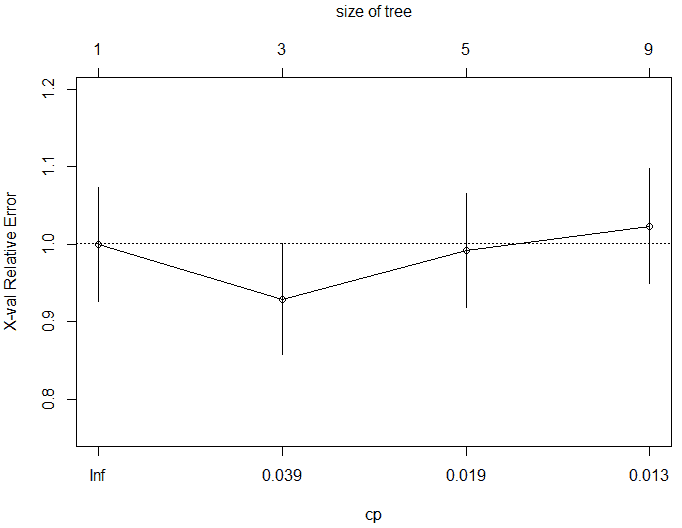 size of tree
1 3 5 9
1.2
1.1
1.0
0.9
0.8
X-val Relative Error
Inf 0.039 0.019 0.013
cp